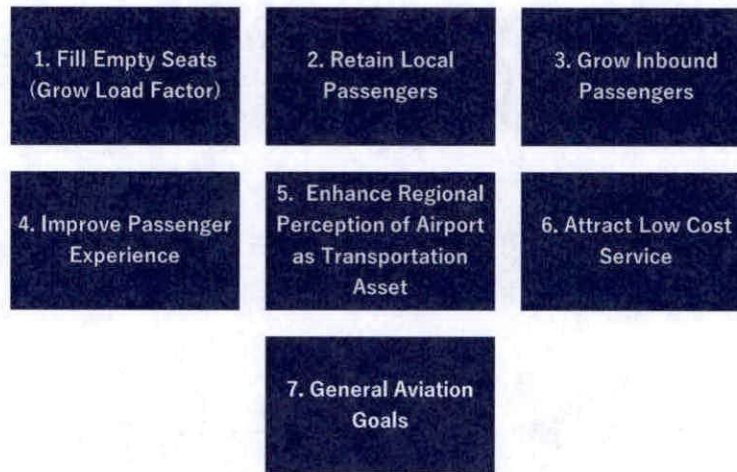 1. Fill Empty Seats
(Grow Load Factor)
2. Retain Local
Passengers
3. Grow Inbound
Passengers
4. Improve Passenger
Experience
5. Enhance Regional
Perception of Airport
as Transportation
Asset
6. Attract Low Cost
Service
7. General Aviation
Goals